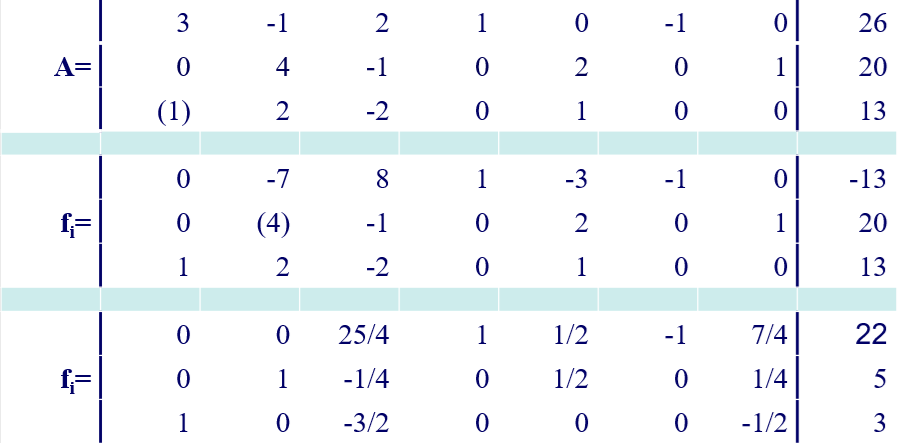 3 -1 2 1 0 -1 0 26
A= 0 4 -1 0 2 0 1 20
(1) 2 -2 0 1 0 0 13
0 -7 8 1 -3 -1 0 -13
fi= 0 (4) -1 0 2 0 1 20
1 2 -2 0 1 0 0 13
0 0 25/4 1 1/2 -1 7/4 22
fi= 0 1 -1/4 0 1/2 0 1/4 5
1 0 -3/2 0 0 0 -1/2 3